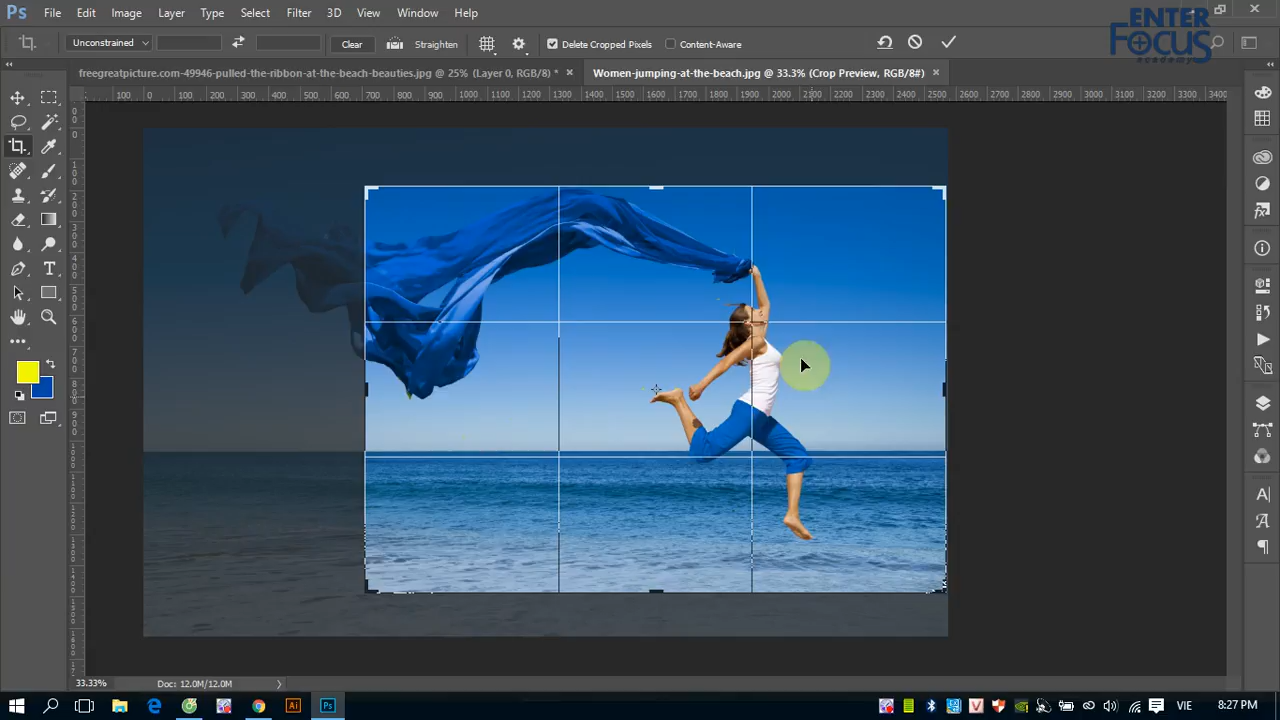 Ps File Edit Image Layer Type Select Filter 3D View Window Help
ENTER
FOCUS
academy
Unconstrained Clear Straighten Delete Cropped Pixels Content-Aware
freegreatpicture.com-49946-pulled-the-ribbon-at-the-beach-beauties.jpg @ 25% (Layer 0, RGB/8) * × Women-jumping-at-the-beach.jpg @ 33.3% (Crop Preview, RGB/8#) ×
100 0 100 200 300 400 500 600 700 800 900 1000 1100 1200 1300 1400 1500 1600 1700 1800 1900 2000 2100 2200 2300 2400 2500 2600 2700 2800 2900 3000 3100 3200 3300 3400
33.33% Doc: 12.0M/12.0M
Ai Ps VIE 8:27 PM